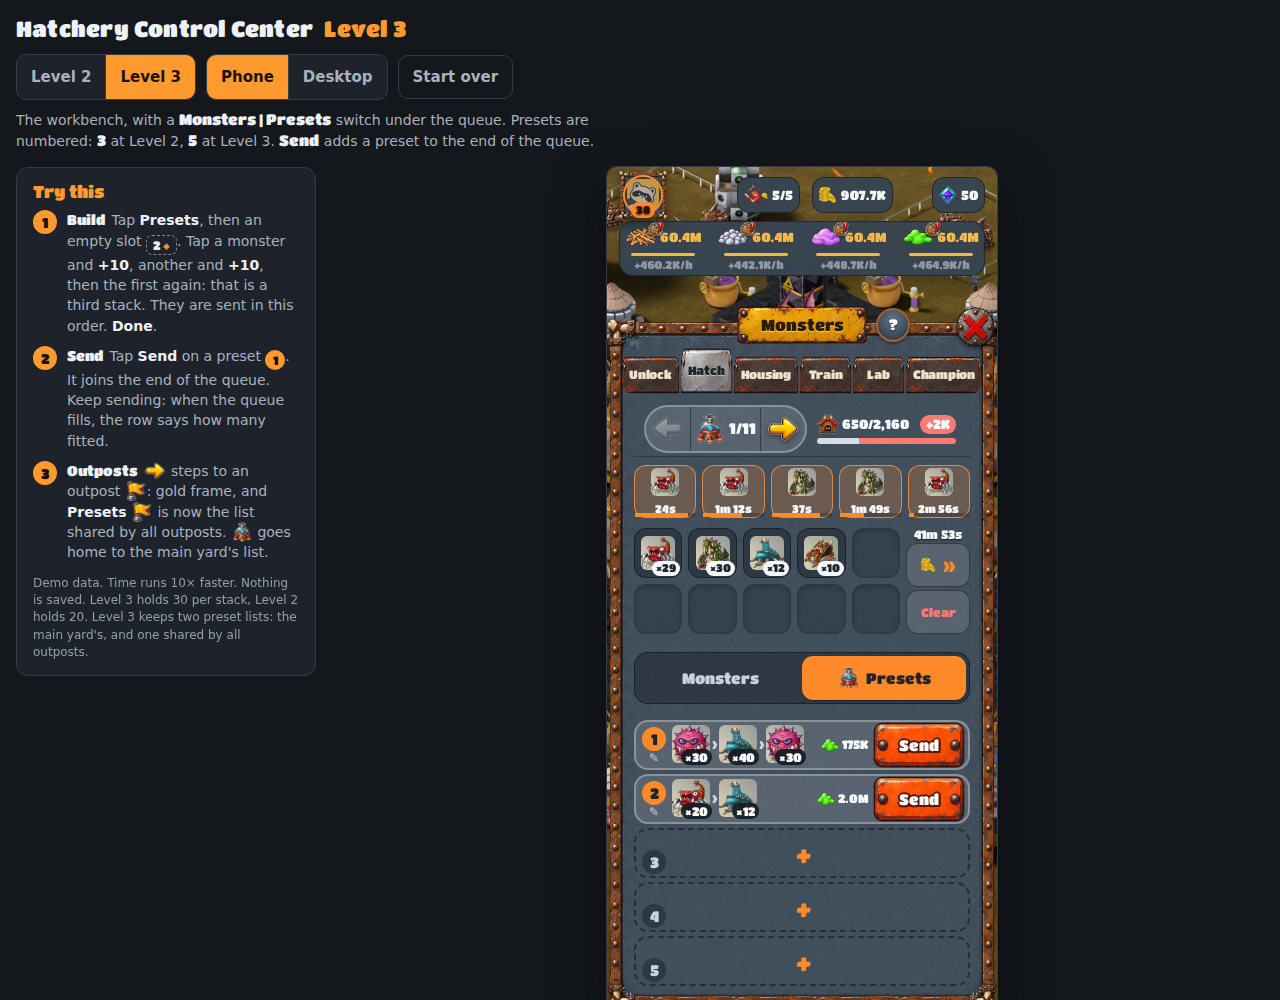 Hatchery Control Center Level 3
Level 2 Level 3 Phone Desktop Start over
The workbench, with a Monsters|Presets switch under the queue. Presets are
numbered: 3 at Level 2, 5 at Level 3. Send adds a preset to the end of the queue.
Try this
1 Build Tap Presets, then an
empty slot 2+. Tap a monster
and +10, another and +10,
then the first again: that is a
third stack. They are sent in this
order. Done.
2 Send Tap Send on a preset 1.
It joins the end of the queue.
Keep sending: when the queue
fills, the row says how many
fitted.
3 Outposts steps to an
outpost : gold frame, and
Presets is now the list
shared by all outposts. goes
home to the main yard's list.
Demo data. Time runs 10× faster. Nothing
is saved. Level 3 holds 30 per stack, Level 2
holds 20. Level 3 keeps two preset lists: the
main yard's, and one shared by all
outposts.
30 5/5 907.7K 50
60.4M 60.4M 60.4M 60.4M
+460.2K/h +442.1K/h +448.7K/h +464.9K/h
Monsters ?
Unlock Hatch Housing Train Lab Champion
1/11 650/2,160 +2K
24s 1m 12s 37s 1m 49s 2m 56s
41m 53s
×29 ×30 ×12 ×10 »
Clear
Monsters Presets
1 ×30 › ×40 › ×30 175K Send
2 ×20 › ×12 2.0M Send
3 +
4 +
5 +